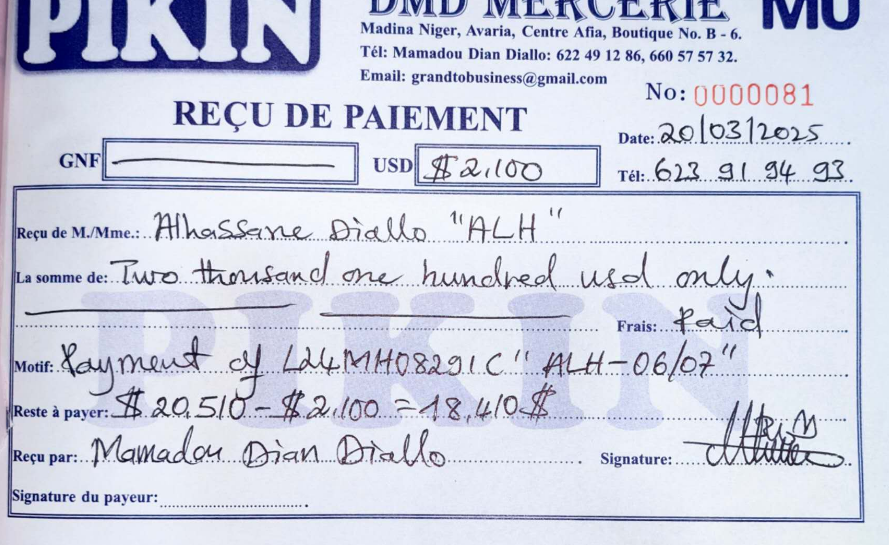 PIKIN
DMD MERCERIE
MU
Madina Niger, Avaria, Centre Afia, Boutique No. B - 6.
Tél: Mamadou Dian Diallo: 622 49 12 86, 660 57 57 32.
Email: grandtobusiness@gmail.com
No: 0000081
REÇU DE PAIEMENT
Date: 20/03/2025
GNF
USD $2,100
Tél: 623 91 94 93
Reçu de M./Mme.: Alhassane Diallo "ALH"
La somme de: Two thousand one hundred usd only.
Frais: Paid
Motif: Payment of L24MH08291C "ALH-06/07"
Reste à payer: $ 20,510 - $ 2,100 = 18,410 $
Reçu par: Mamadou Dian Diallo
Signature:
Signature du payeur:
PIKIN